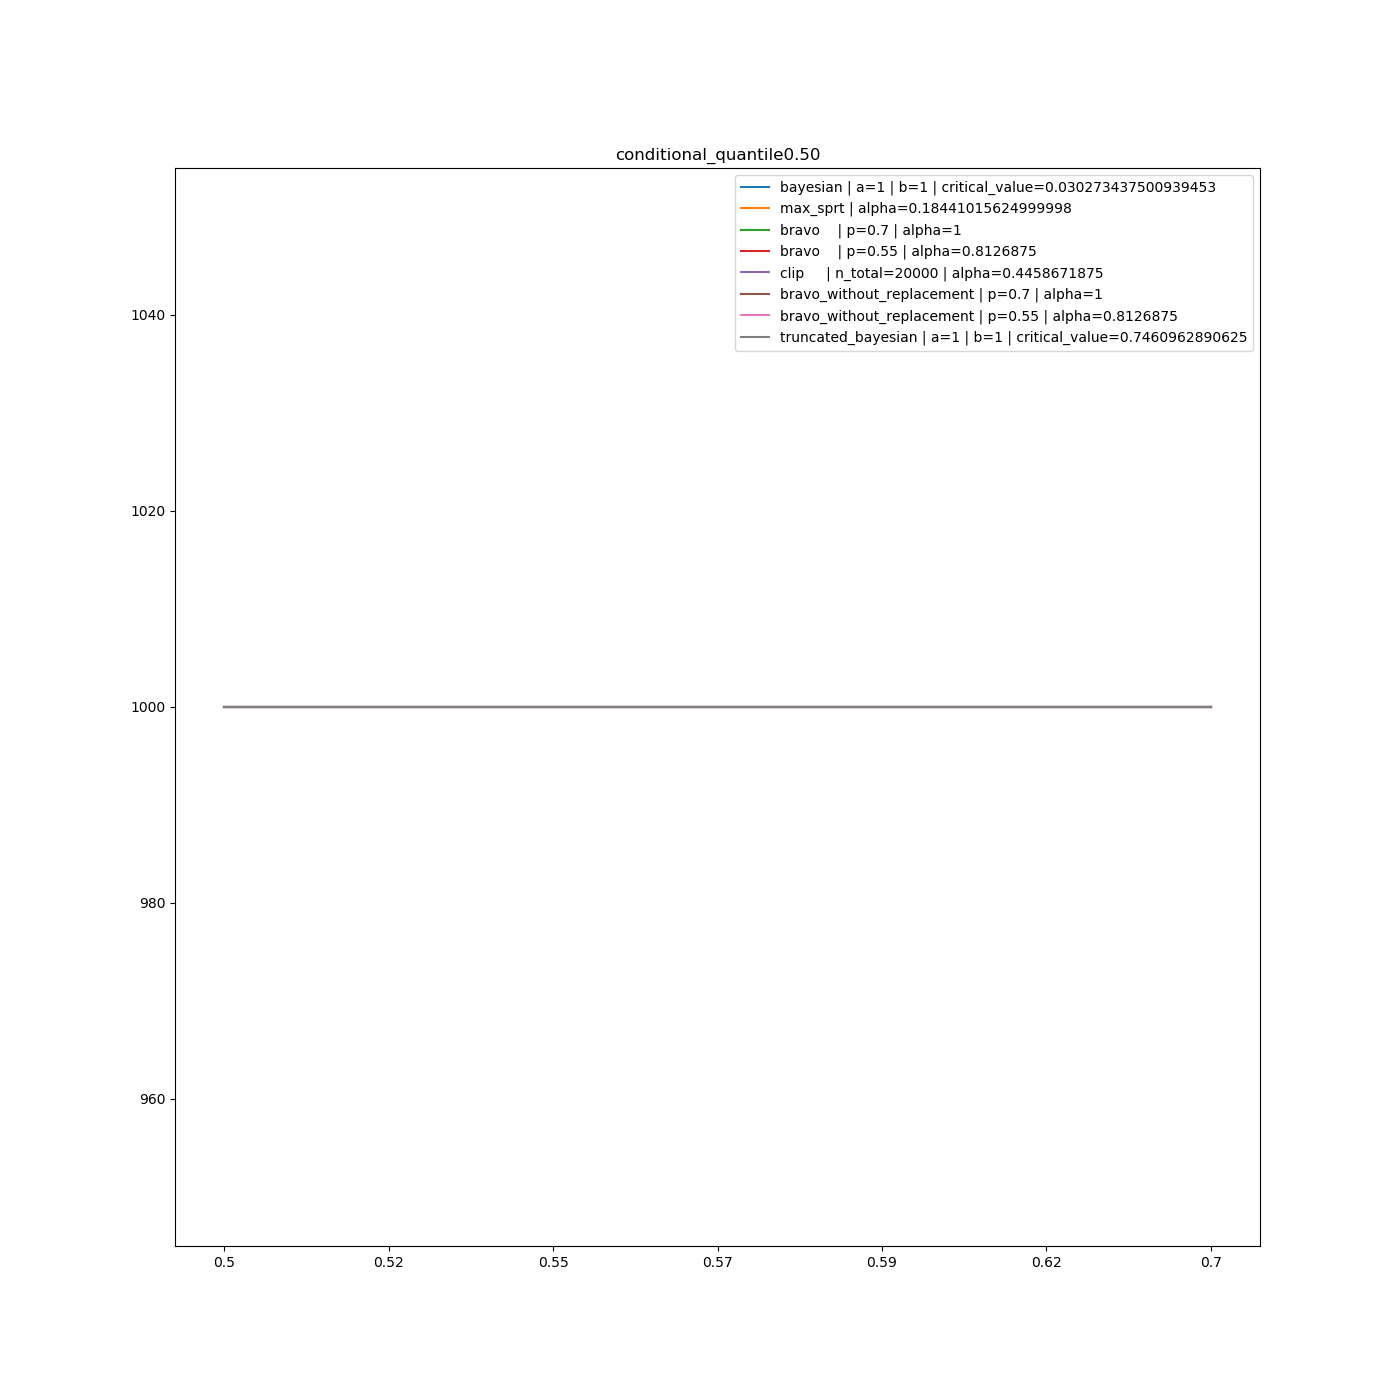 conditional_quantile0.50
bayesian | a=1 | b=1 | critical_value=0.030273437500939453
max_sprt | alpha=0.18441015624999998
bravo    | p=0.7 | alpha=1
bravo    | p=0.55 | alpha=0.8126875
clip     | n_total=20000 | alpha=0.4458671875
bravo_without_replacement | p=0.7 | alpha=1
bravo_without_replacement | p=0.55 | alpha=0.8126875
truncated_bayesian | a=1 | b=1 | critical_value=0.7460962890625
1040
1020
1000
980
960
0.5 0.52 0.55 0.57 0.59 0.62 0.7